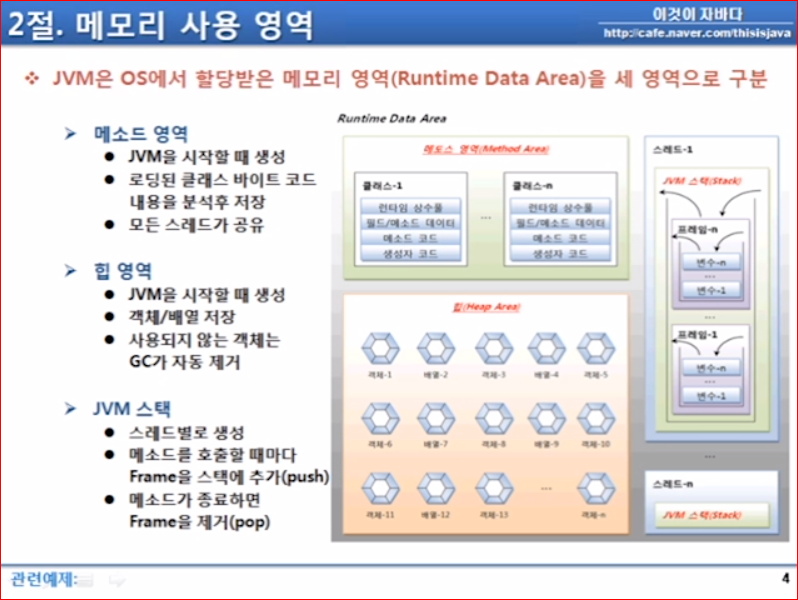 2절. 메모리 사용 영역
이것이 자바다
http://cafe.naver.com/thisisjava
❖ JVM은 OS에서 할당받은 메모리 영역(Runtime Data Area)을 세 영역으로 구분
➤ 메소드 영역
● JVM을 시작할 때 생성
● 로딩된 클래스 바이트 코드
내용을 분석후 저장
● 모든 스레드가 공유
➤ 힙 영역
● JVM을 시작할 때 생성
● 객체/배열 저장
● 사용되지 않는 객체는
GC가 자동 제거
➤ JVM 스택
● 스레드별로 생성
● 메소드를 호출할 때마다
Frame을 스택에 추가(push)
● 메소드가 종료하면
Frame을 제거(pop)
Runtime Data Area
메도스 영역(Method Area)
클래스-1
런타임 상수풀
필드/메소드 데이터
메소드 코드
생성자 코드
...
클래스-n
런타임 상수풀
필드/메소드 데이터
메소드 코드
생성자 코드
힙(Heap Area)
객체-1 배열-2 객체-3 배열-4 객체-5
객체-6 배열-7 객체-8 배열-9 객체-10
객체-11 배열-12 객체-13 ... 객체-n
스레드-1
JVM 스택(Stack)
프레임-n
변수-n
...
변수-1
...
프레임-1
변수-n
...
변수-1
...
스레드-n
JVM 스택(Stack)
관련예제:
4